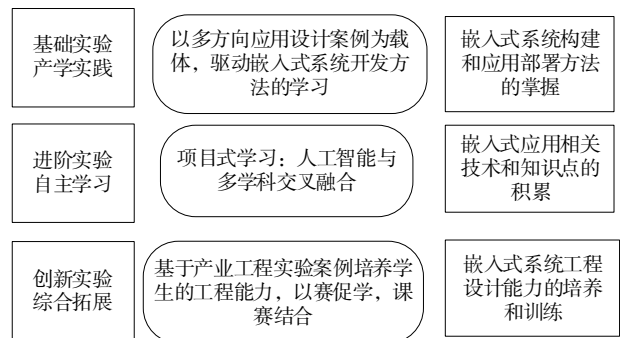 基础实验
产学实践
以多方向应用设计案例为载
体，驱动嵌入式系统开发方
法的学习
嵌入式系统构建
和应用部署方法
的掌握
进阶实验
自主学习
项目式学习：人工智能与
多学科交叉融合
嵌入式应用相关
技术和知识点的
积累
创新实验
综合拓展
基于产业工程实验案例培养学
生的工程能力，以赛促学，课
赛结合
嵌入式系统工程
设计能力的培养
和训练